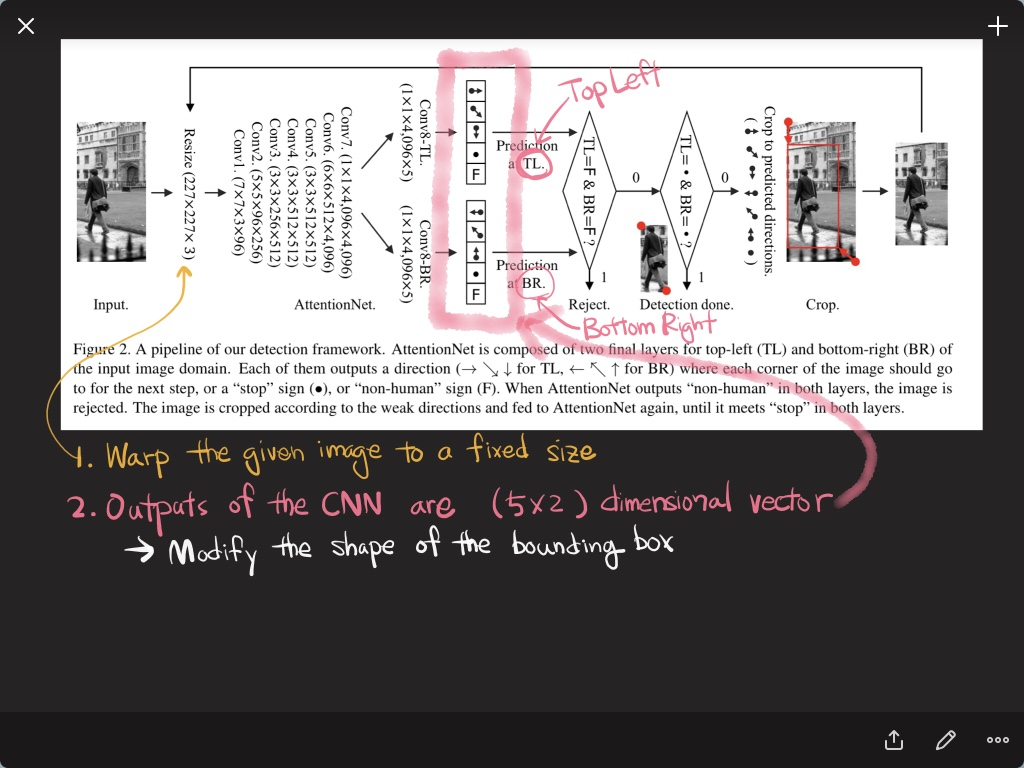 Input.
Resize (227×227×3)
Conv1. (7×7×3×96)
Conv2. (5×5×96×256)
Conv3. (3×3×256×512)
Conv4. (3×3×512×512)
Conv5. (3×3×512×512)
Conv6. (6×6×512×4,096)
Conv7. (1×1×4,096×4,096)
AttentionNet.
Conv8-TL.
(1×1×4,096×5)
Conv8-BR.
(1×1×4,096×5)
F
F
Top Left
Prediction
at TL.
Prediction
at BR.
Bottom Right
TL=F & BR=F?
0
1
Reject.
TL=• & BR=•?
0
1
Detection done.
Crop to predicted directions.
Crop.
Figure 2. A pipeline of our detection framework. AttentionNet is composed of two final layers for top-left (TL) and bottom-right (BR) of
the input image domain. Each of them outputs a direction (→ ↘ ↓ for TL, ← ↖ ↑ for BR) where each corner of the image should go
to for the next step, or a “stop” sign (•), or “non-human” sign (F). When AttentionNet outputs “non-human” in both layers, the image is
rejected. The image is cropped according to the weak directions and fed to AttentionNet again, until it meets “stop” in both layers.
1. Warp the given image to a fixed size
2. Outputs of the CNN are (5x2) dimensional vector
→ Modify the shape of the bounding box